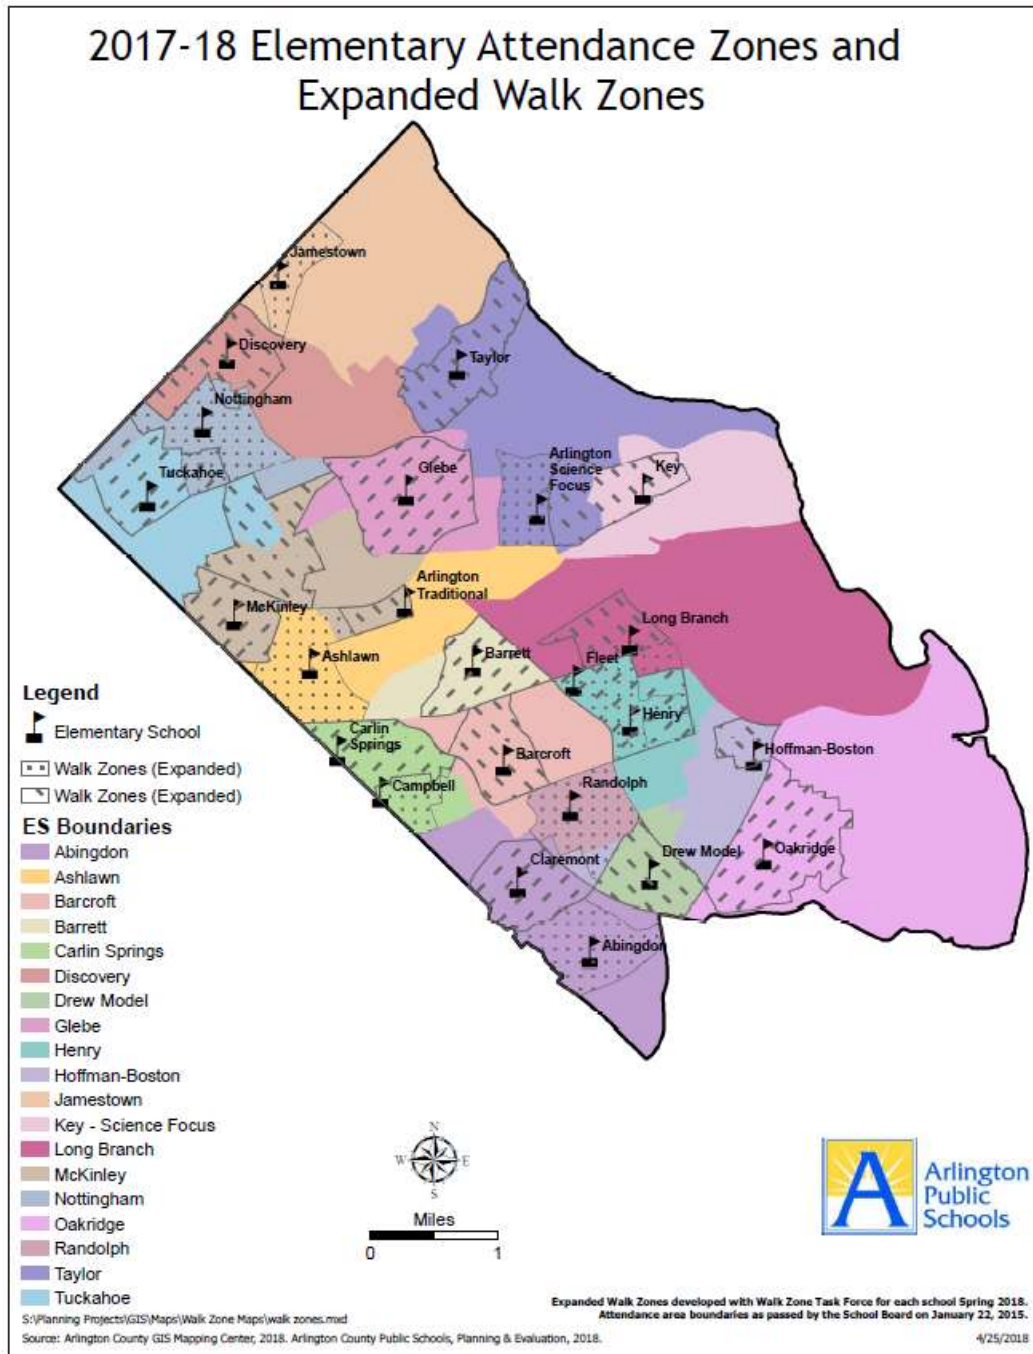 2017-18 Elementary Attendance Zones and
Expanded Walk Zones
Jamestown
Discovery
Taylor
Nottingham
Arlington
Science
Focus
Key
Glebe
Tuckahoe
Arlington
Traditional
McKinley
Long Branch
Ashlawn
Barrett
Fleet
Henry
Carlin
Springs
Barcroft
Hoffman-Boston
Campbell
Randolph
Claremont
Drew Model
Oakridge
Abingdon
Legend
Elementary School
Walk Zones (Expanded)
Walk Zones (Expanded)
ES Boundaries
Abingdon
Ashlawn
Barcroft
Barrett
Carlin Springs
Discovery
Drew Model
Glebe
Henry
Hoffman-Boston
Jamestown
Key - Science Focus
Long Branch
McKinley
Nottingham
Oakridge
Randolph
Taylor
Tuckahoe
N
W E
S
Miles
0 1
A
Arlington
Public
Schools
Expanded Walk Zones developed with Walk Zone Task Force for each school Spring 2018.
Attendance area boundaries as passed by the School Board on January 22, 2015.
S:\Planning Projects\GIS\Maps\Walk Zone Maps\walk zones.mxd
Source: Arlington County GIS Mapping Center, 2018. Arlington County Public Schools, Planning & Evaluation, 2018.
4/25/2018